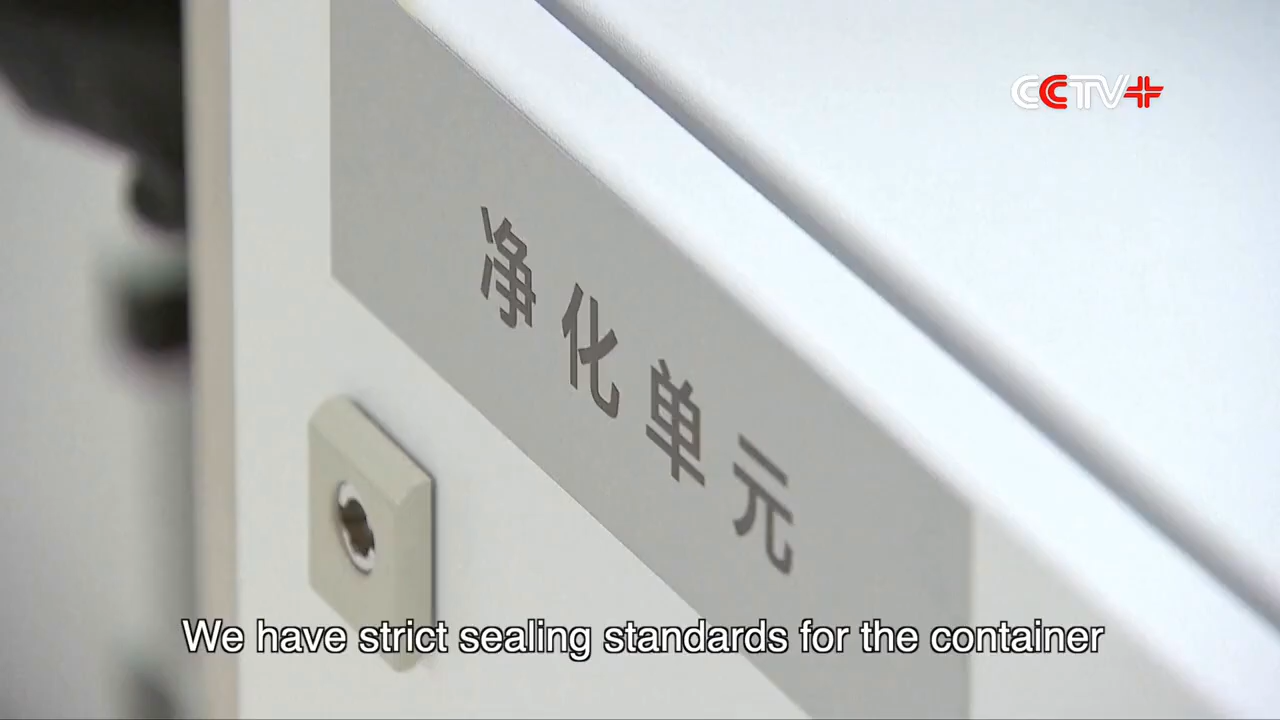 CCTV+
净化单元
We have strict sealing standards for the container